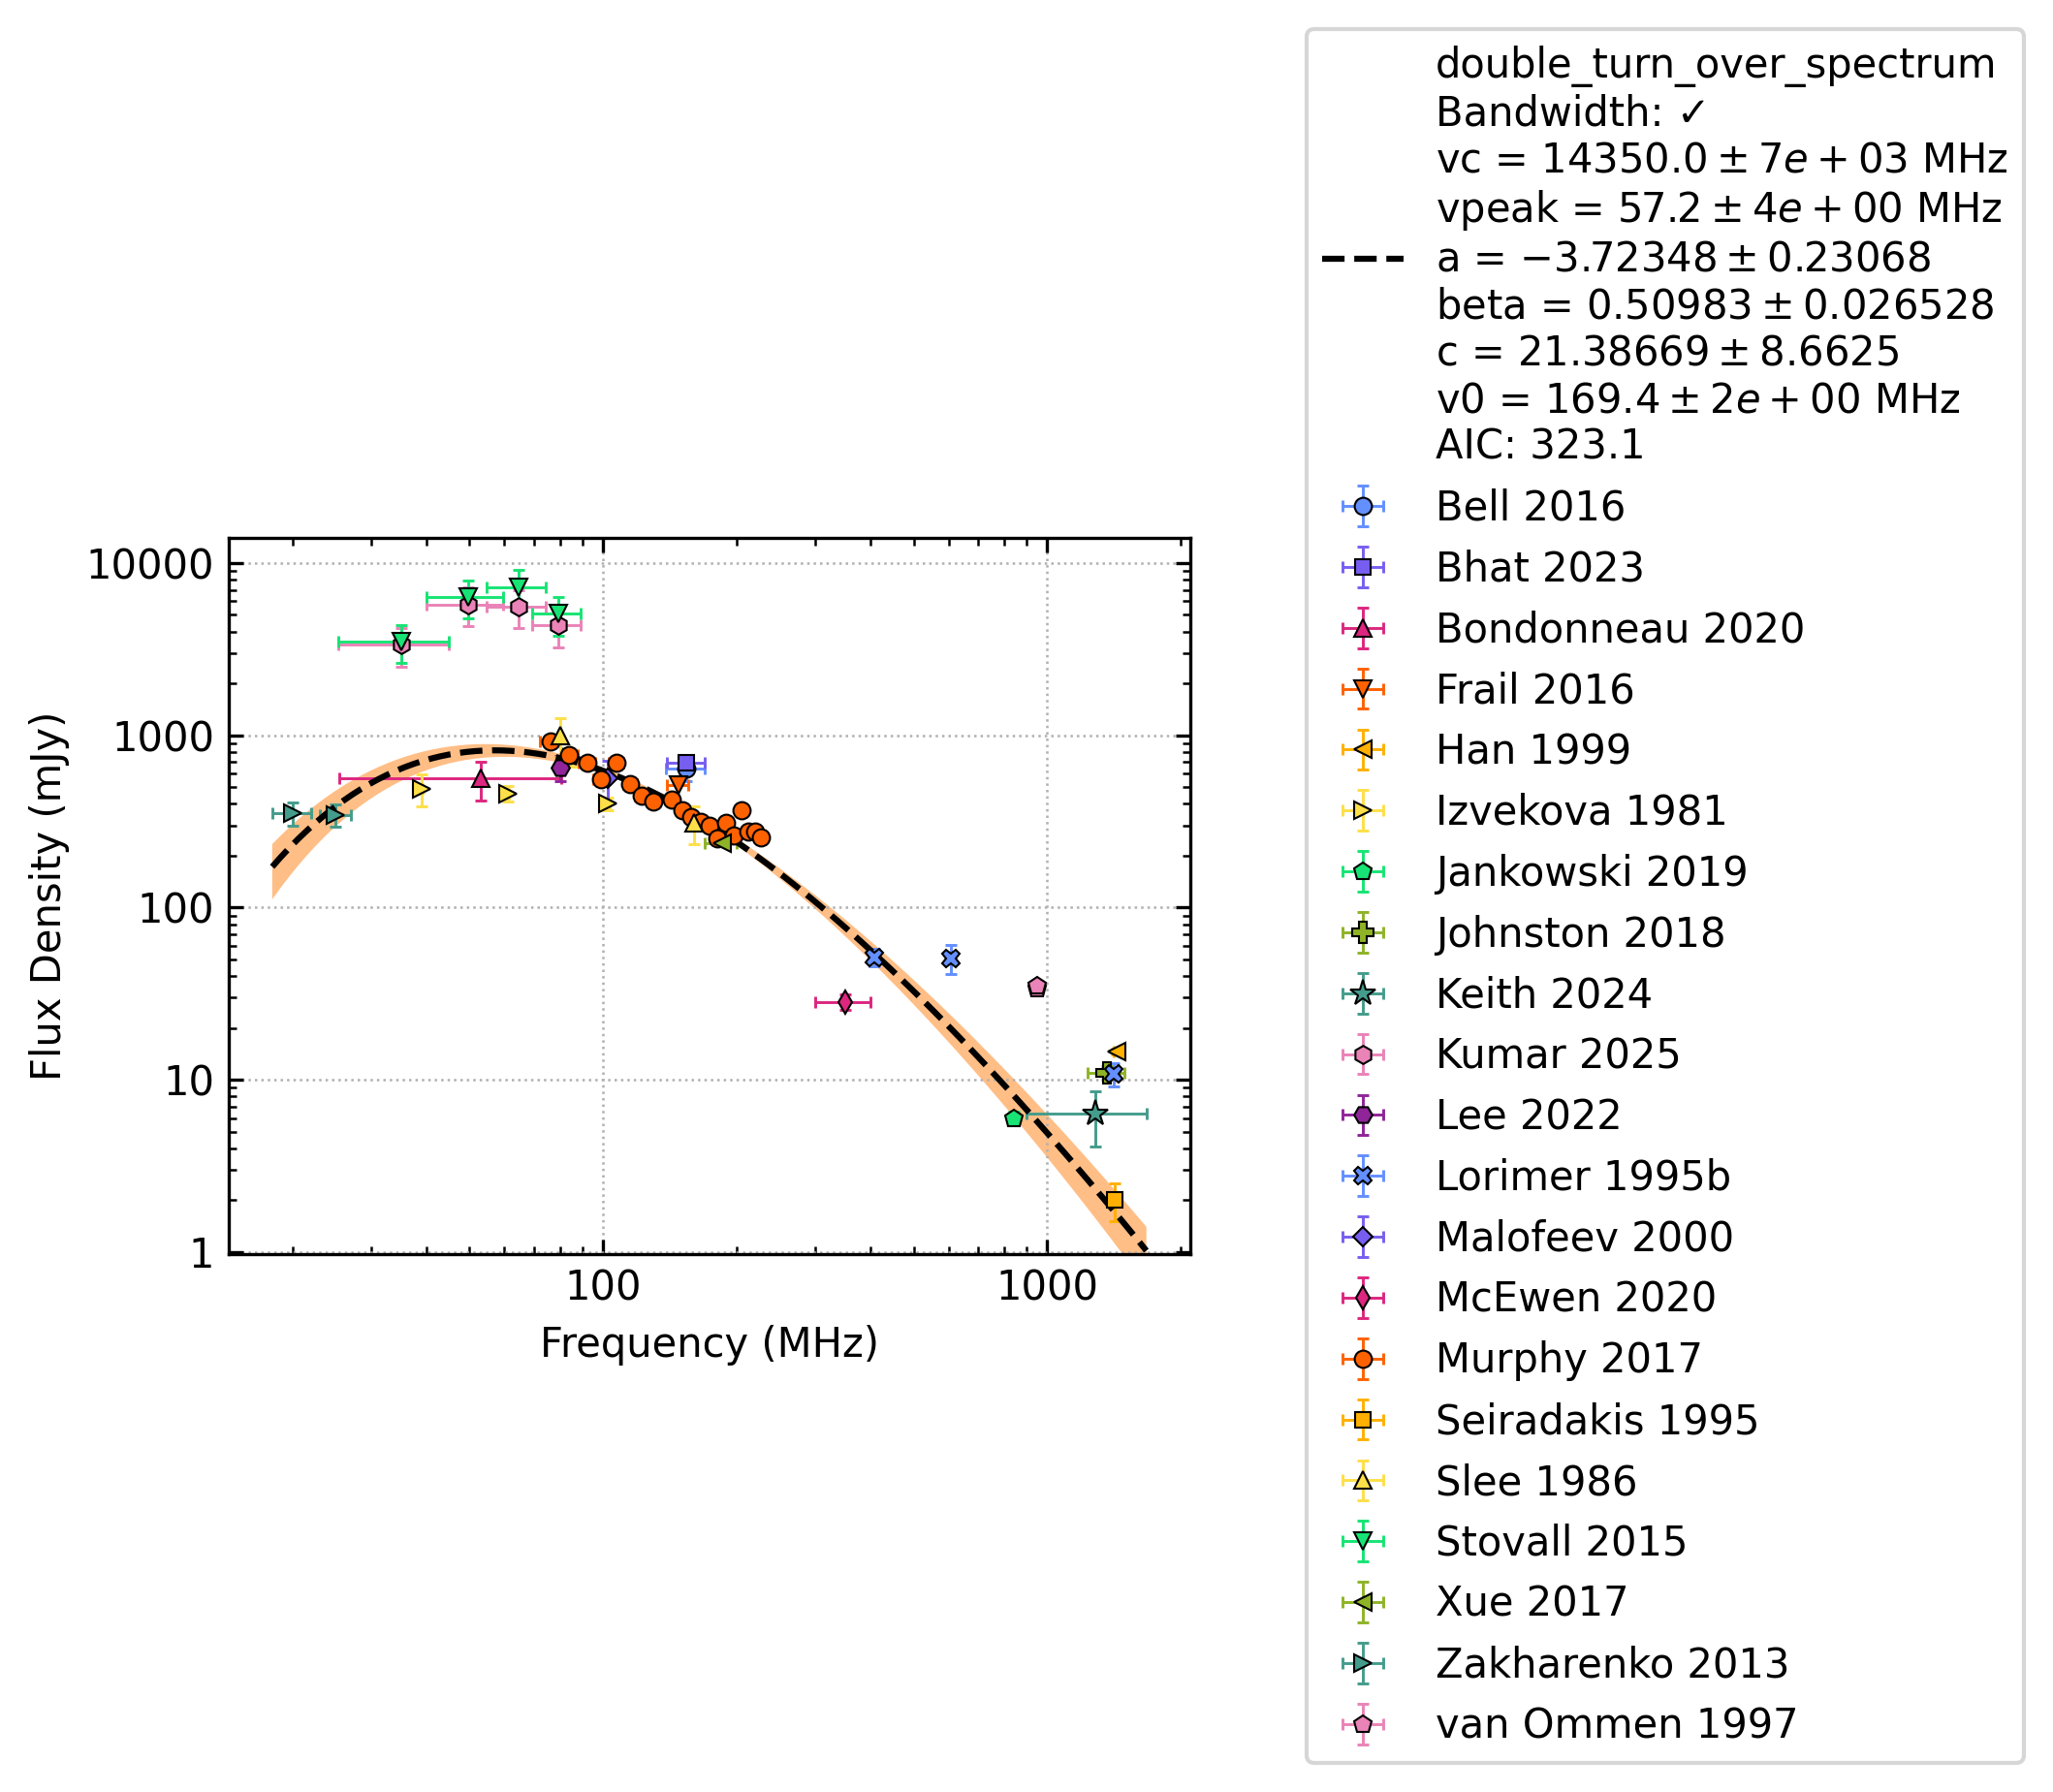 double_turn_over_spectrum
Bandwidth: ✓
vc = 14350.0 ± 7e + 03 MHz
vpeak = 57.2 ± 4e + 00 MHz
a = −3.72348 ± 0.23068
beta = 0.50983 ± 0.026528
c = 21.38669 ± 8.6625
v0 = 169.4 ± 2e + 00 MHz
AIC: 323.1
Bell 2016
Bhat 2023
Bondonneau 2020
Frail 2016
Han 1999
Izvekova 1981
Jankowski 2019
Johnston 2018
Keith 2024
Kumar 2025
Lee 2022
Lorimer 1995b
Malofeev 2000
McEwen 2020
Murphy 2017
Seiradakis 1995
Slee 1986
Stovall 2015
Xue 2017
Zakharenko 2013
van Ommen 1997
Flux Density (mJy)
10000
1000
100
10
1
100
1000
Frequency (MHz)